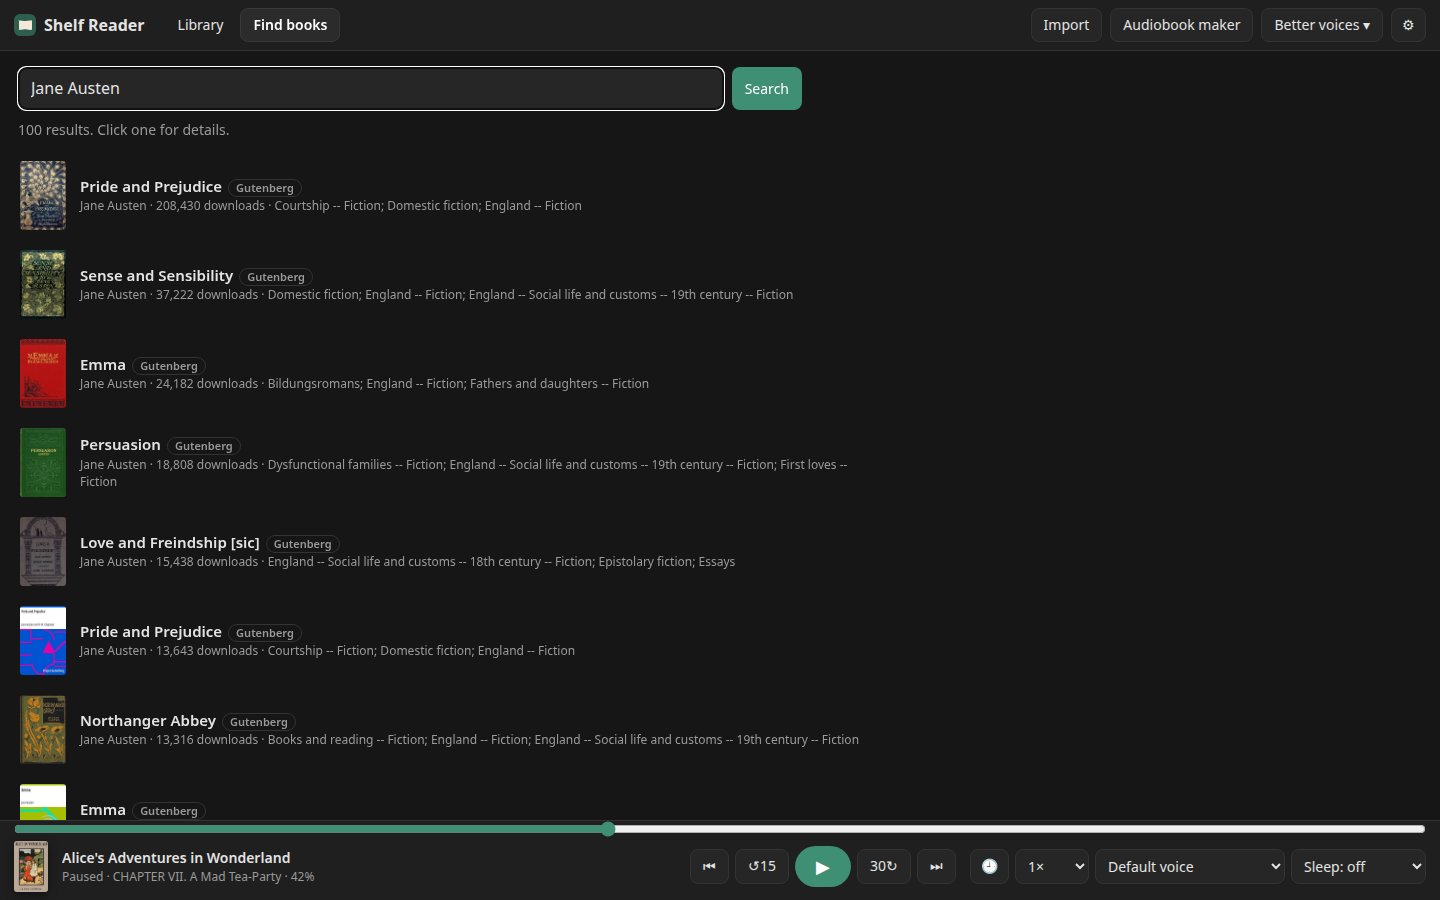 Shelf Reader
Library
Find books
Import
Audiobook maker
Better voices ▾
Jane Austen
Search
100 results. Click one for details.
Pride and Prejudice Gutenberg
Jane Austen · 208,430 downloads · Courtship -- Fiction; Domestic fiction; England -- Fiction
Sense and Sensibility Gutenberg
Jane Austen · 37,222 downloads · Domestic fiction; England -- Fiction; England -- Social life and customs -- 19th century -- Fiction
Emma Gutenberg
Jane Austen · 24,182 downloads · Bildungsromans; England -- Fiction; Fathers and daughters -- Fiction
Persuasion Gutenberg
Jane Austen · 18,808 downloads · Dysfunctional families -- Fiction; England -- Social life and customs -- 19th century -- Fiction; First loves --
Fiction
Love and Freindship [sic] Gutenberg
Jane Austen · 15,438 downloads · England -- Social life and customs -- 18th century -- Fiction; Epistolary fiction; Essays
Pride and Prejudice Gutenberg
Jane Austen · 13,643 downloads · Courtship -- Fiction; Domestic fiction; England -- Fiction
Northanger Abbey Gutenberg
Jane Austen · 13,316 downloads · Books and reading -- Fiction; England -- Fiction; England -- Social life and customs -- 19th century -- Fiction
Emma Gutenberg
Alice's Adventures in Wonderland
Paused · CHAPTER VII. A Mad Tea-Party · 42%
↺15
30↻
1×
Default voice
Sleep: off